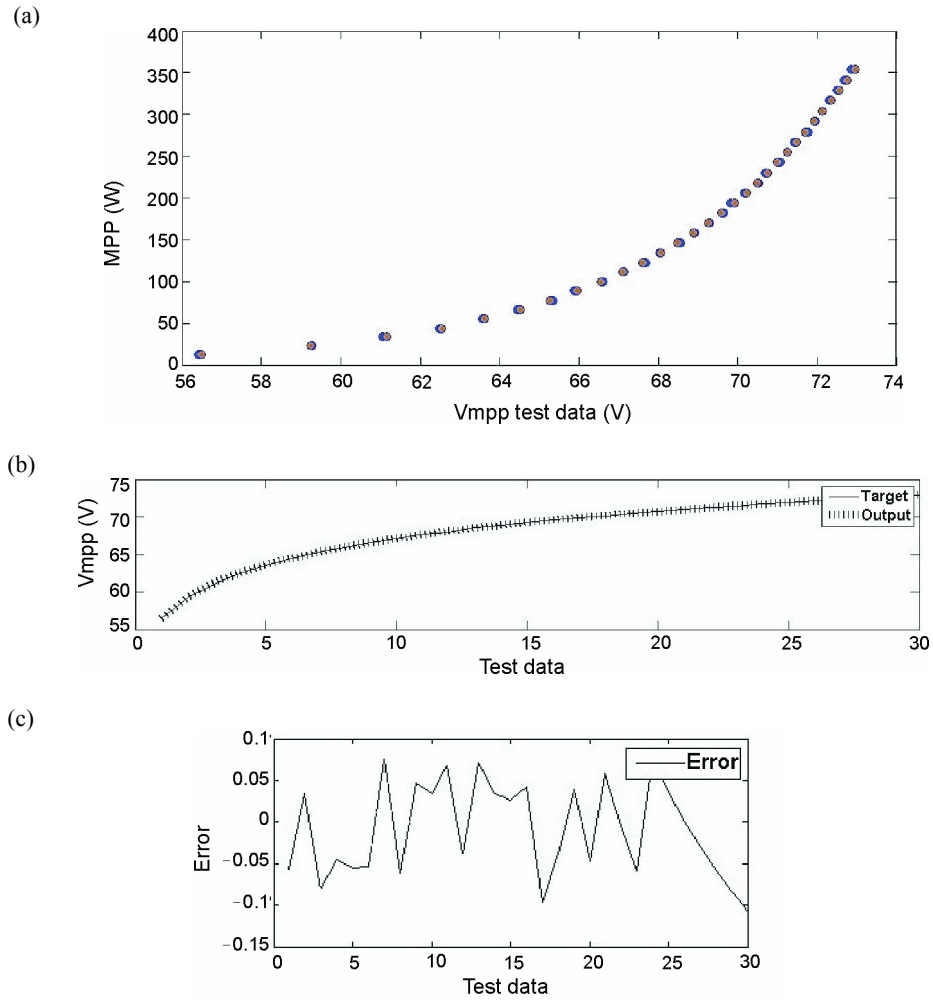 (a)
400
350
300
250
200
150
100
50
0
MPP (W)
56 58 60 62 64 66 68 70 72 74
Vmpp test data (V)
(b)
75
70
65
60
55
Vmpp (V)
Target
Output
0 5 10 15 20 25 30
Test data
(c)
0.1'
0.05
0
−0.05
−0.1'
−0.15
Error
Error
0 5 10 15 20 25 30
Test data